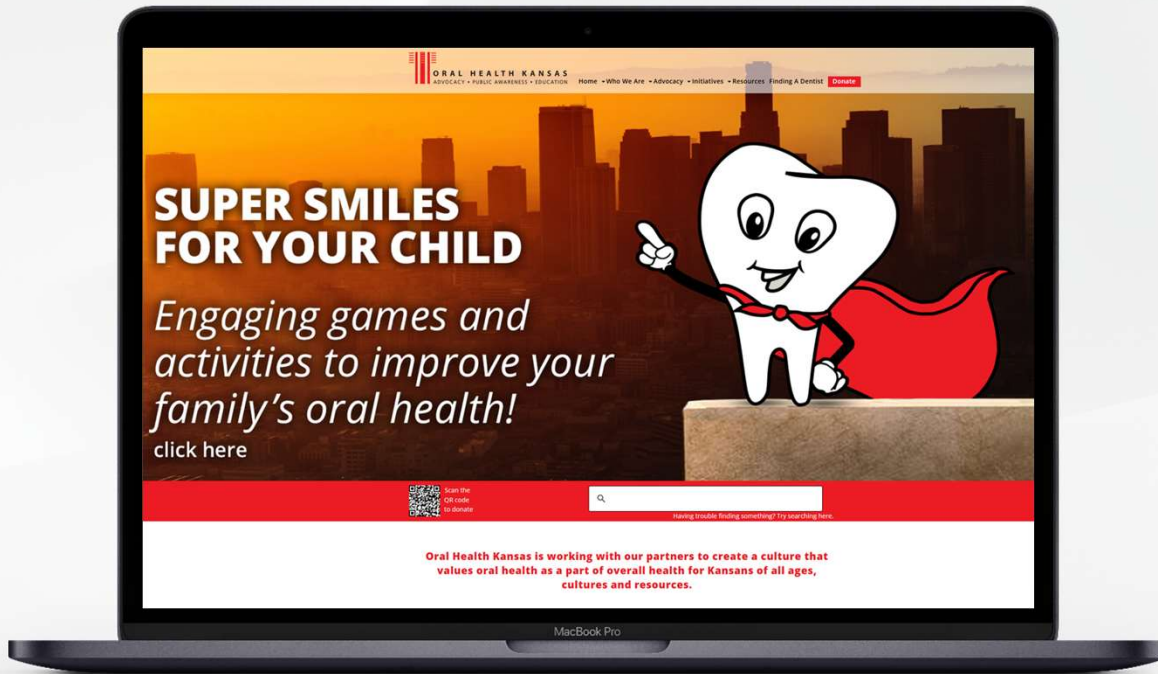 ORAL HEALTH KANSAS
ADVOCACY • PUBLIC AWARENESS • EDUCATION
Home Who We Are Advocacy Initiatives Resources Finding A Dentist Donate
SUPER SMILES
FOR YOUR CHILD
Engaging games and
activities to improve your
family's oral health!
click here
Scan the
QR code
to donate
Having trouble finding something? Try searching here.
Oral Health Kansas is working with our partners to create a culture that
values oral health as a part of overall health for Kansans of all ages,
cultures and resources.
MacBook Pro